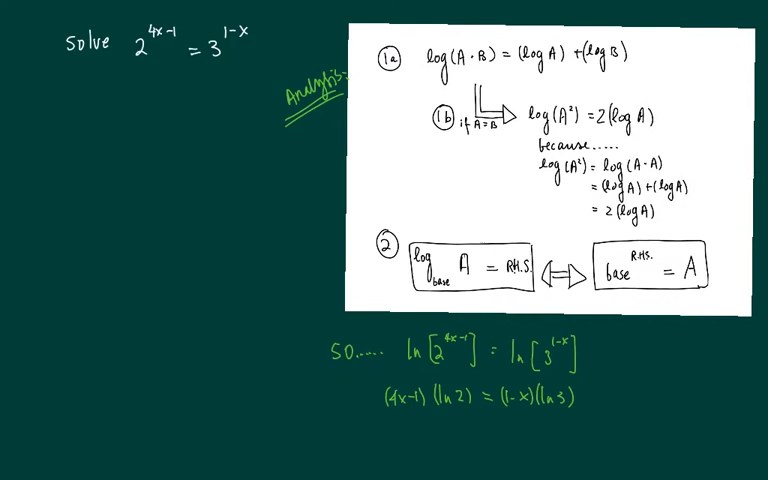 Solve 2^(4x-1) = 3^(1-x)
Analysis:
1a log(A·B) = (log A) + (log B)
1b if A=B log(A²) = 2(log A)
because.....
log(A²) = log(A·A)
= (log A) + (log A)
= 2(log A)
2 log_base A = R.H.S. ⟺ base^R.H.S. = A
SO..... ln[2^(4x-1)] = ln[3^(1-x)]
(4x-1)(ln 2) = (1-x)(ln 3)